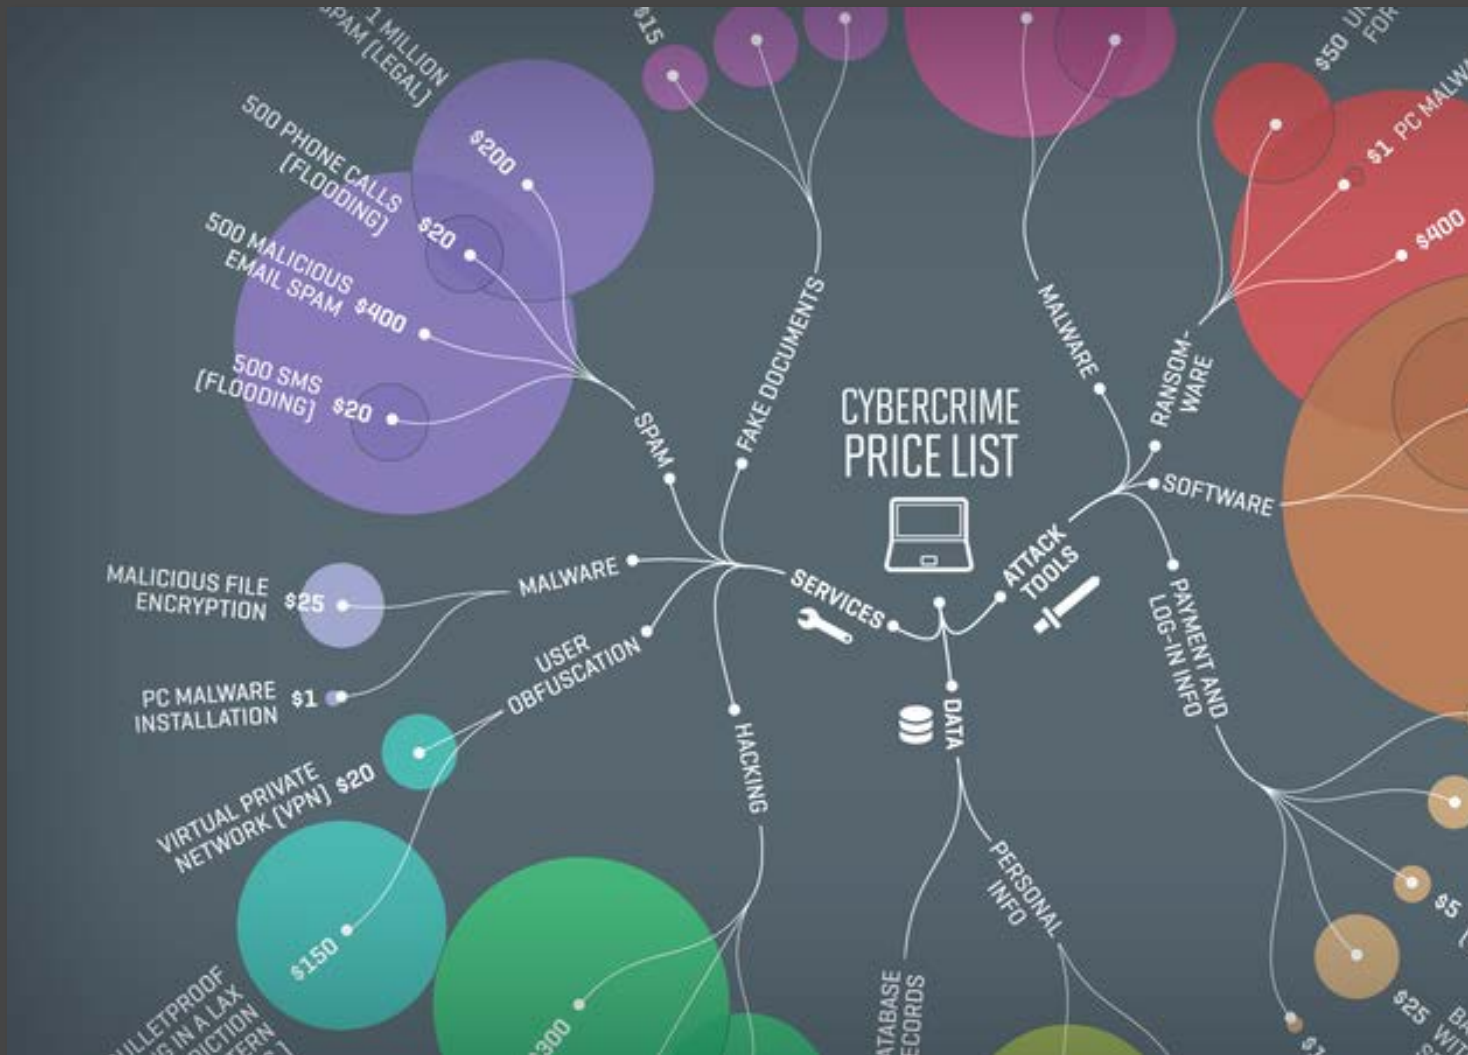 CYBERCRIME
PRICE LIST
SERVICES
SPAM
1 MILLION
SPAM [LEGAL]
$200
500 PHONE CALLS
[FLOODING]
$20
500 MALICIOUS
EMAIL SPAM
$400
500 SMS
[FLOODING]
$20
FAKE DOCUMENTS
$15
MALWARE
MALICIOUS FILE
ENCRYPTION
$25
PC MALWARE
INSTALLATION
$1
USER
OBFUSCATION
VIRTUAL PRIVATE
NETWORK [VPN]
$20
$150
IN A LAX
HACKING
DATA
PERSONAL
INFO
ATTACK
TOOLS
MALWARE
RANSOM-
WARE
$50
FOR
$1 PC
$400
SOFTWARE
PAYMENT AND
LOG-IN INFO
$5
$25